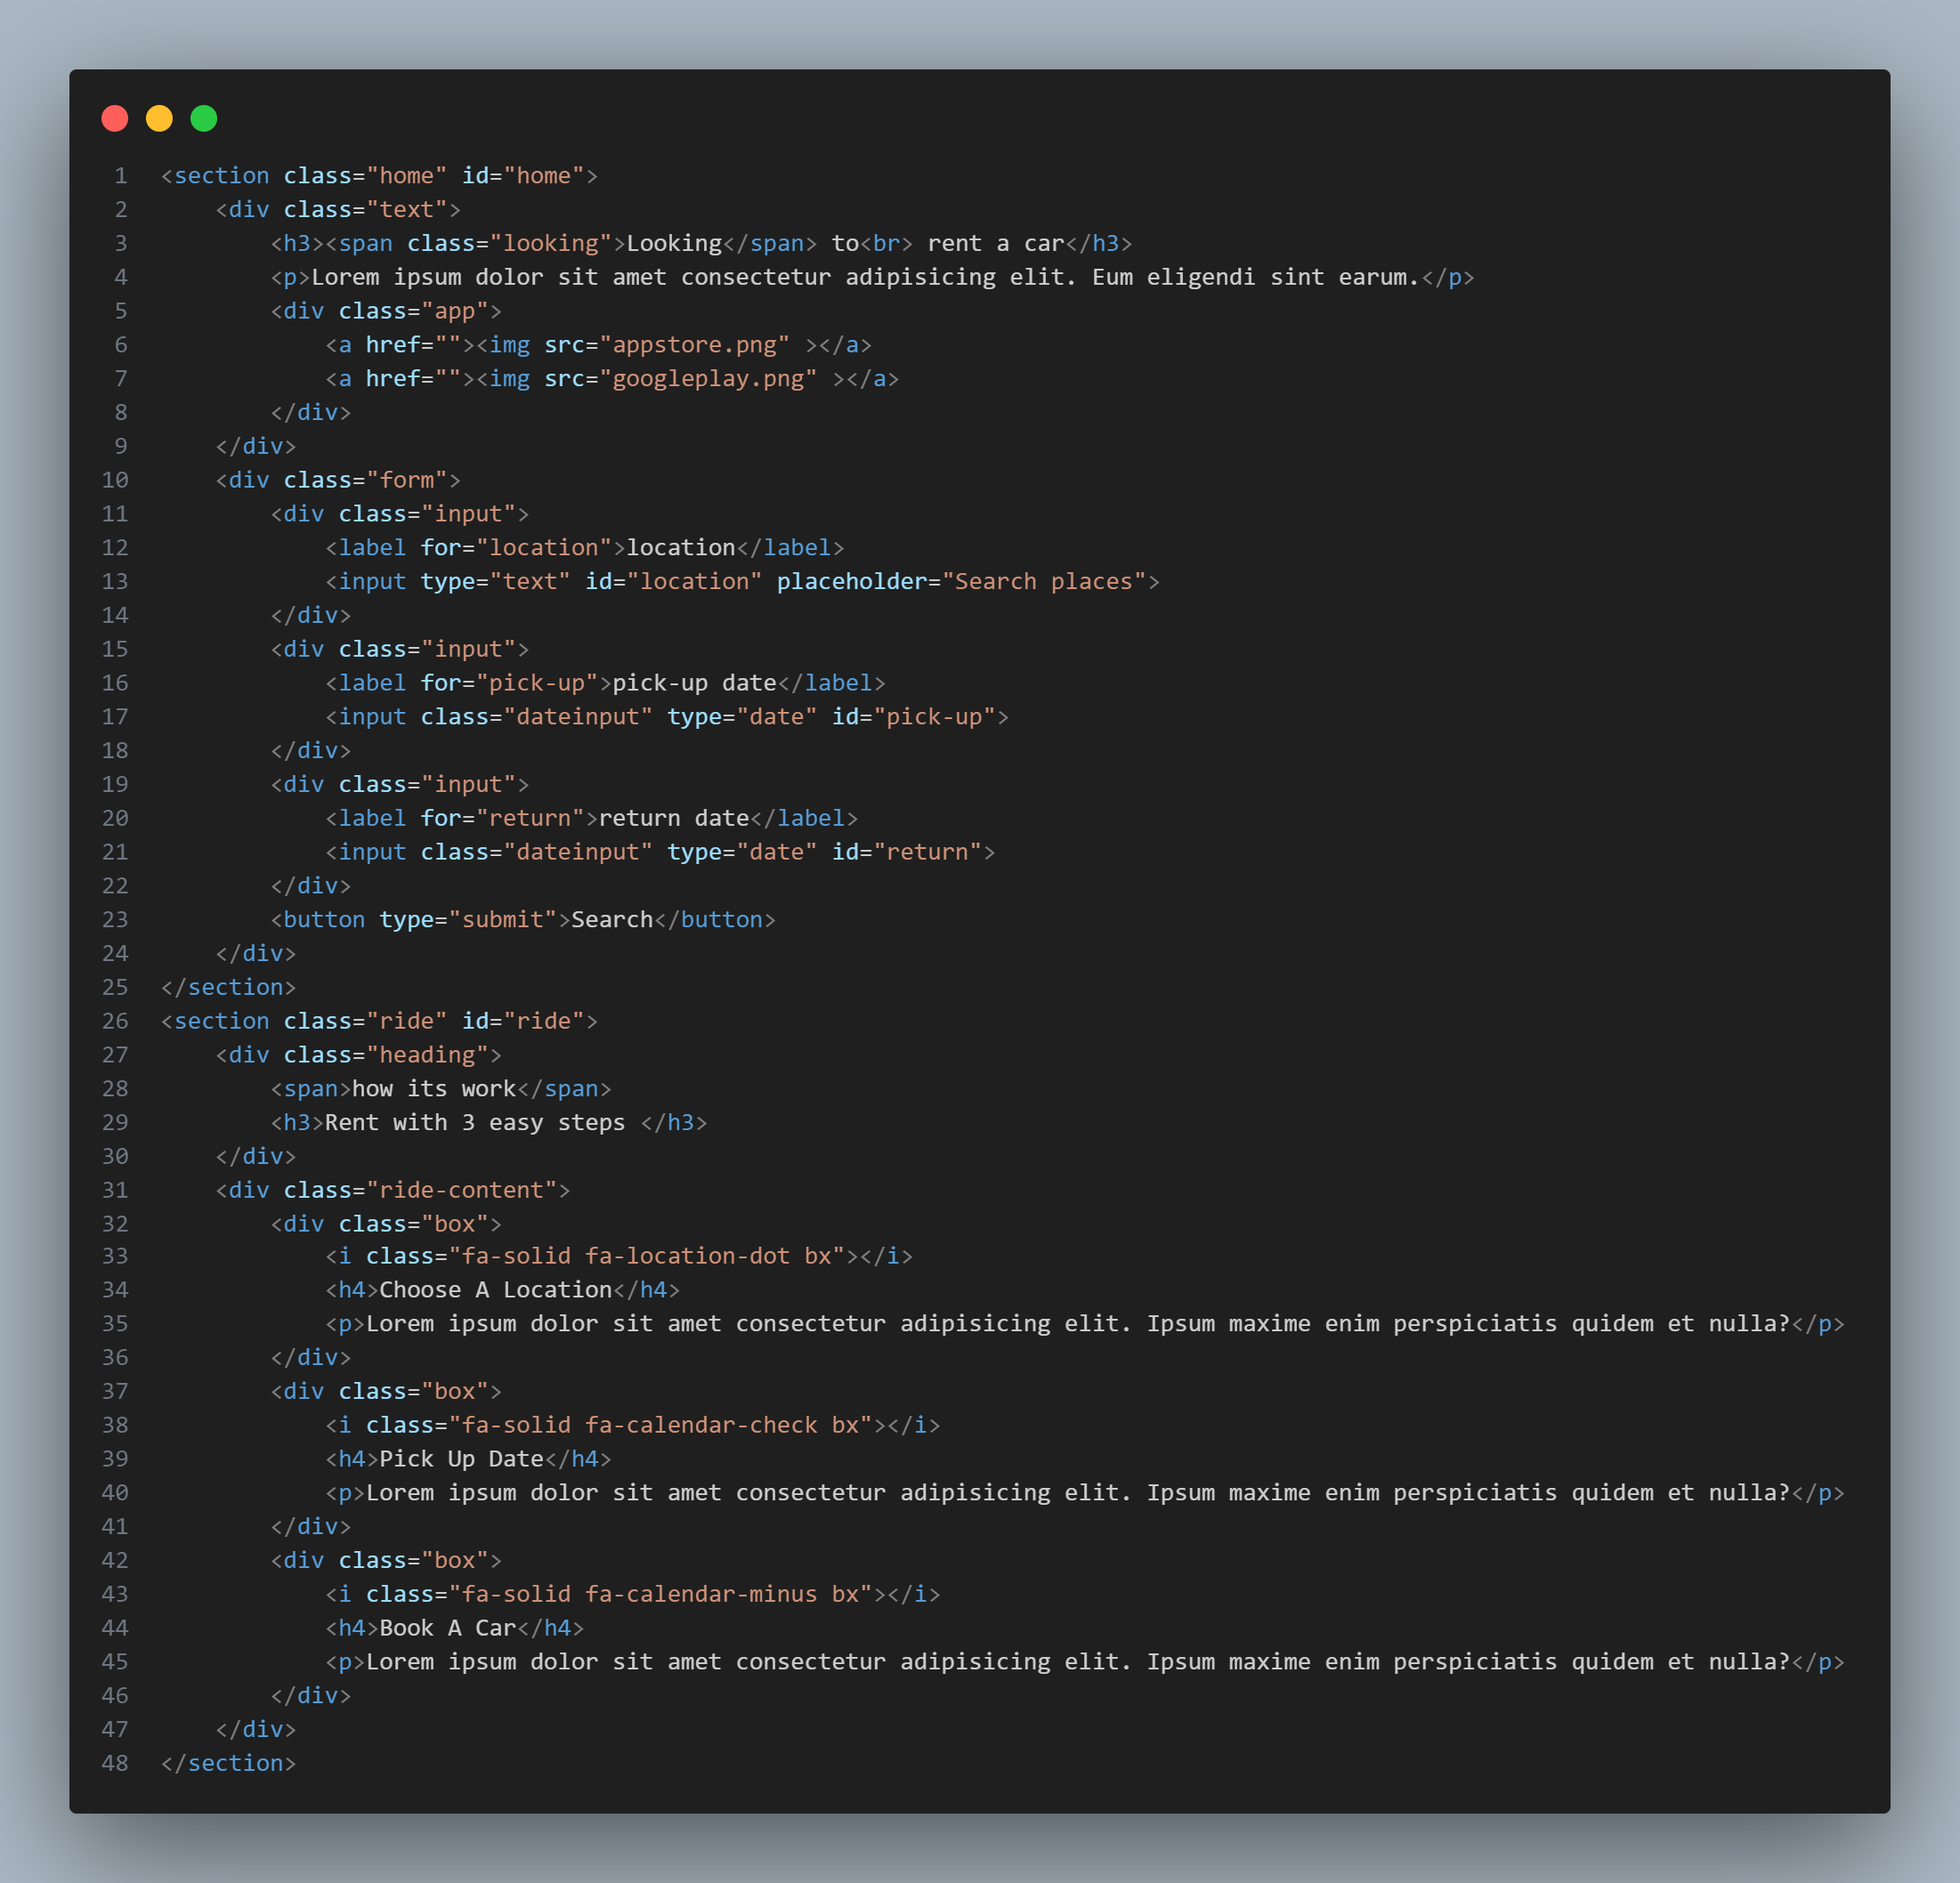 1 <section class="home" id="home">
2     <div class="text">
3         <h3><span class="looking">Looking</span> to<br> rent a car</h3>
4         <p>Lorem ipsum dolor sit amet consectetur adipisicing elit. Eum eligendi sint earum.</p>
5         <div class="app">
6             <a href=""><img src="appstore.png" ></a>
7             <a href=""><img src="googleplay.png" ></a>
8         </div>
9     </div>
10     <div class="form">
11         <div class="input">
12             <label for="location">location</label>
13             <input type="text" id="location" placeholder="Search places">
14         </div>
15         <div class="input">
16             <label for="pick-up">pick-up date</label>
17             <input class="dateinput" type="date" id="pick-up">
18         </div>
19         <div class="input">
20             <label for="return">return date</label>
21             <input class="dateinput" type="date" id="return">
22         </div>
23         <button type="submit">Search</button>
24     </div>
25 </section>
26 <section class="ride" id="ride">
27     <div class="heading">
28         <span>how its work</span>
29         <h3>Rent with 3 easy steps </h3>
30     </div>
31     <div class="ride-content">
32         <div class="box">
33             <i class="fa-solid fa-location-dot bx"></i>
34             <h4>Choose A Location</h4>
35             <p>Lorem ipsum dolor sit amet consectetur adipisicing elit. Ipsum maxime enim perspiciatis quidem et nulla?</p>
36         </div>
37         <div class="box">
38             <i class="fa-solid fa-calendar-check bx"></i>
39             <h4>Pick Up Date</h4>
40             <p>Lorem ipsum dolor sit amet consectetur adipisicing elit. Ipsum maxime enim perspiciatis quidem et nulla?</p>
41         </div>
42         <div class="box">
43             <i class="fa-solid fa-calendar-minus bx"></i>
44             <h4>Book A Car</h4>
45             <p>Lorem ipsum dolor sit amet consectetur adipisicing elit. Ipsum maxime enim perspiciatis quidem et nulla?</p>
46         </div>
47     </div>
48 </section>